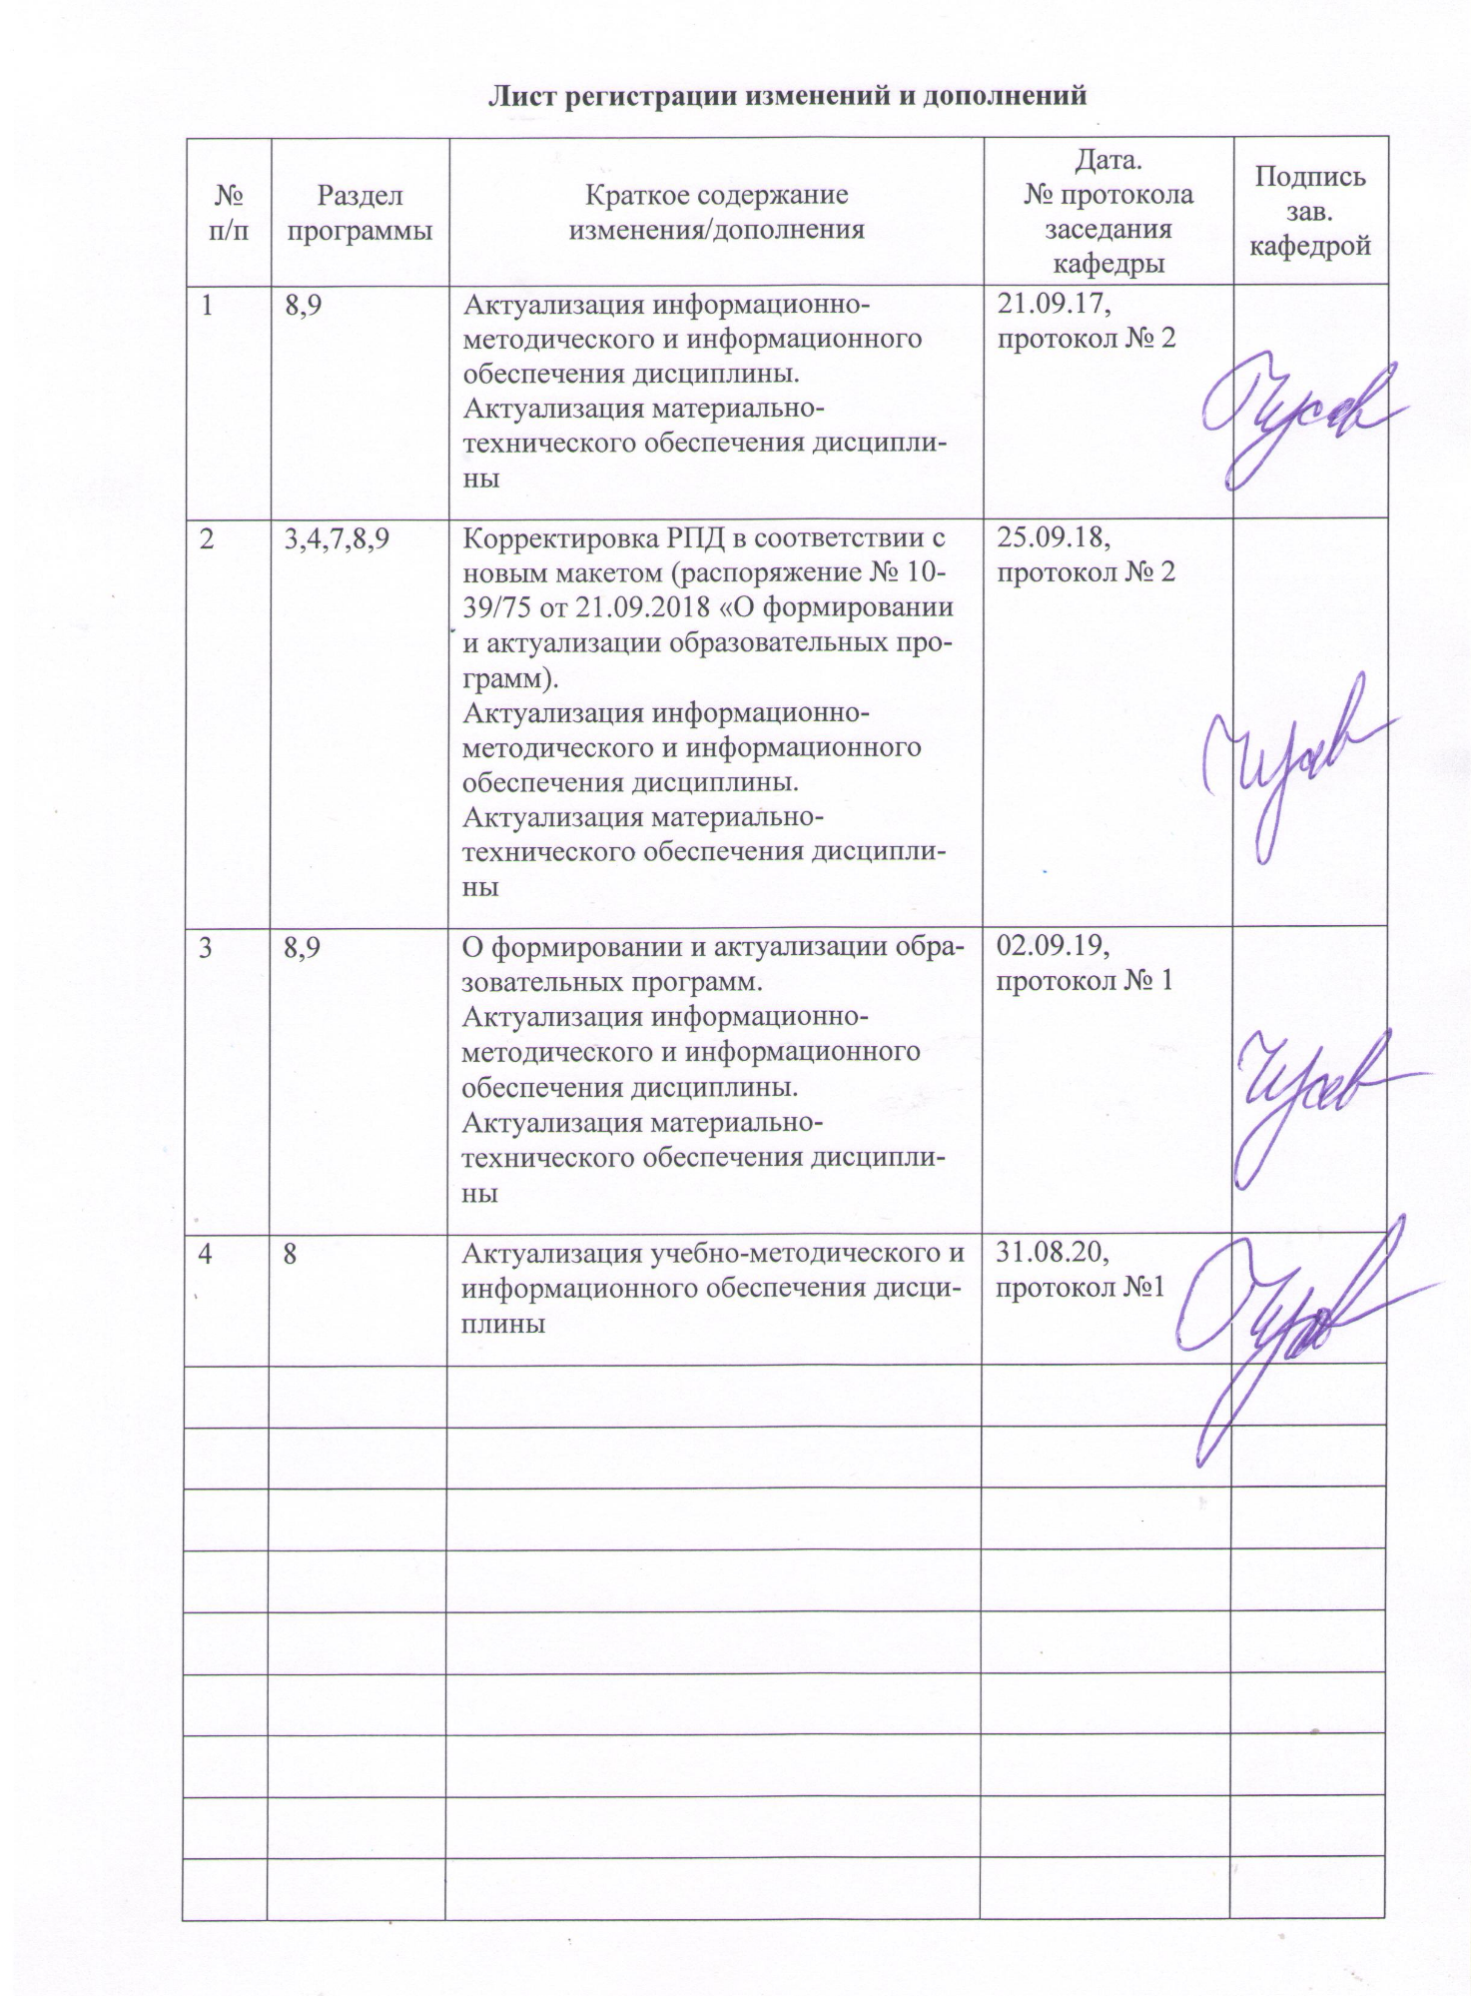 Лист регистрации изменений и дополнений
№
п/п
Раздел
программы
Краткое содержание
изменения/дополнения
Дата.
№ протокола
заседания
кафедры
Подпись
зав.
кафедрой
1
8,9
Актуализация информационно-
методического и информационного
обеспечения дисциплины.
Актуализация материально-
технического обеспечения дисципли-
ны
21.09.17,
протокол № 2
2
3,4,7,8,9
Корректировка РПД в соответствии с
новым макетом (распоряжение № 10-
39/75 от 21.09.2018 «О формировании
и актуализации образовательных про-
грамм).
Актуализация информационно-
методического и информационного
обеспечения дисциплины.
Актуализация материально-
технического обеспечения дисципли-
ны
25.09.18,
протокол № 2
3
8,9
О формировании и актуализации обра-
зовательных программ.
Актуализация информационно-
методического и информационного
обеспечения дисциплины.
Актуализация материально-
технического обеспечения дисципли-
ны
02.09.19,
протокол № 1
4
8
Актуализация учебно-методического и
информационного обеспечения дисци-
плины
31.08.20,
протокол №1